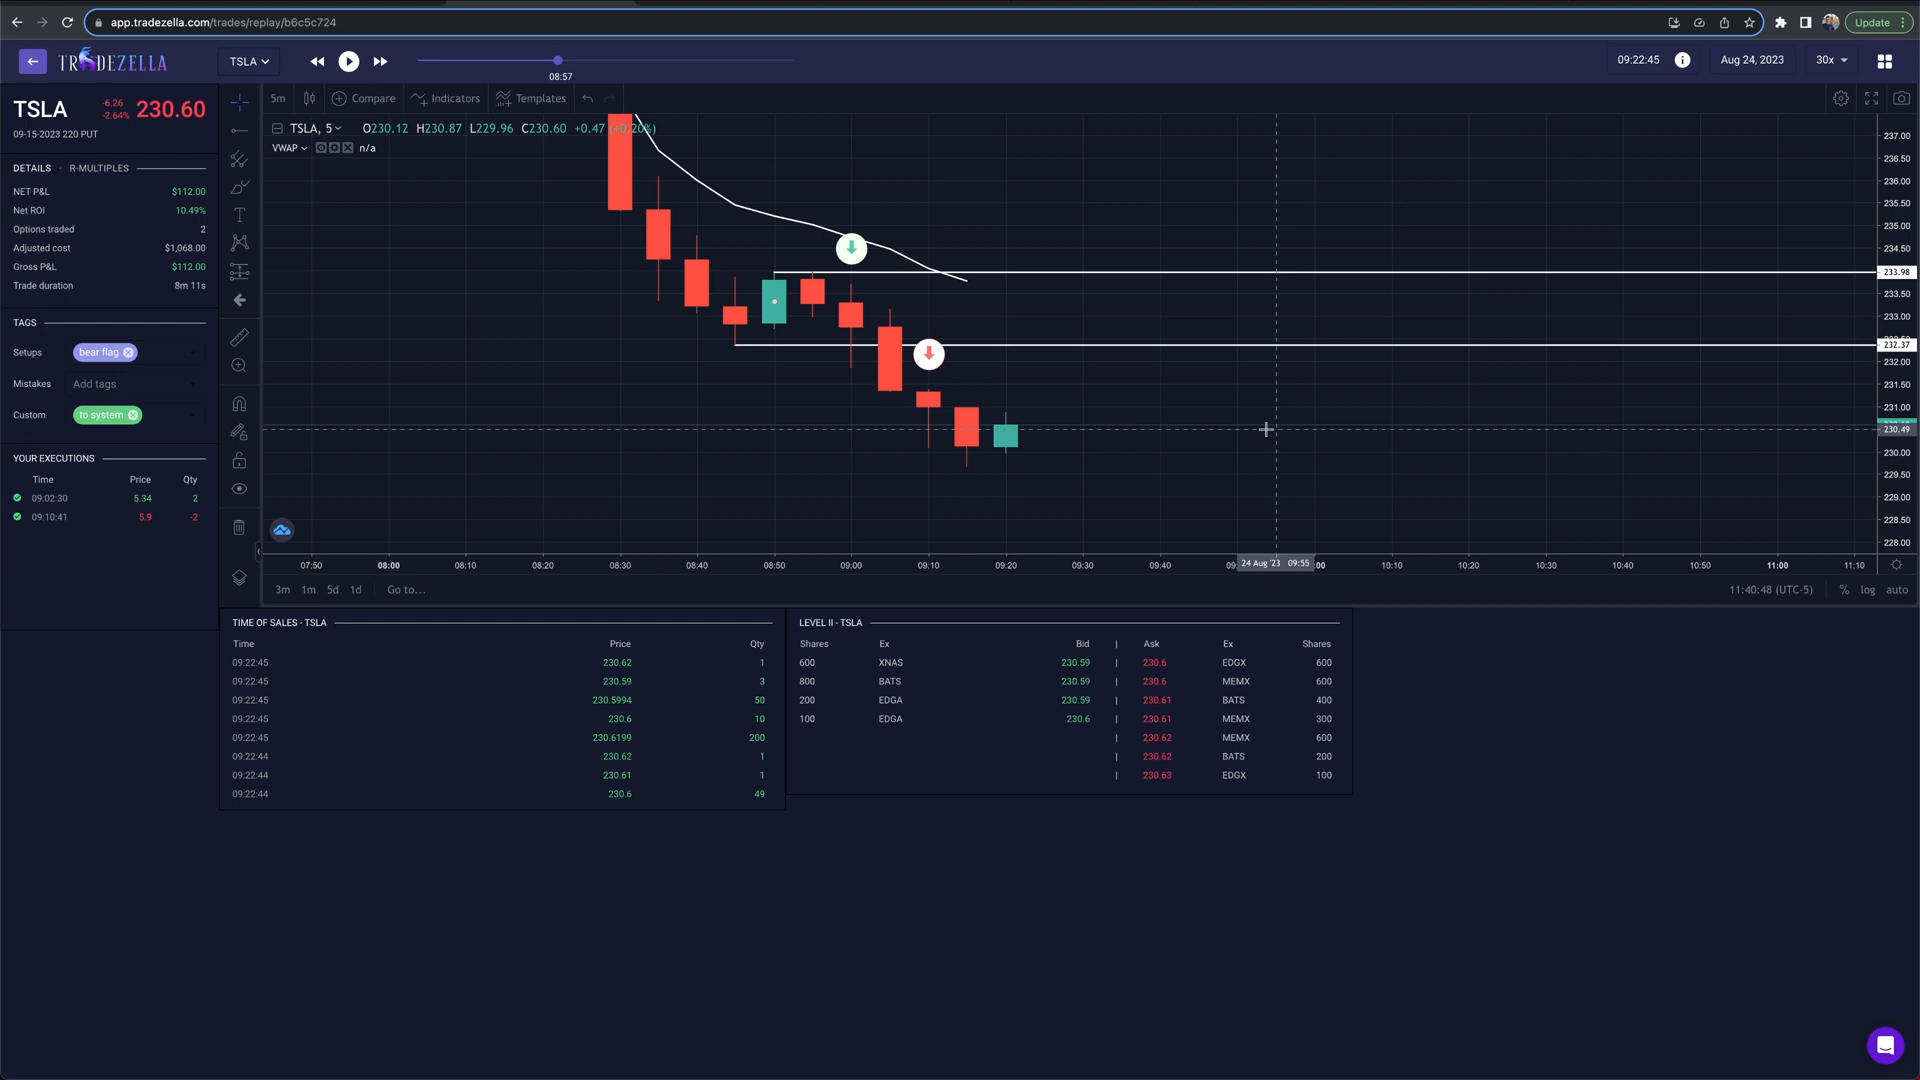 app.tradezella.com/trades/replay/b6c5c724
Update
TRADEZELLA
TSLA
08:57
09:22:45
Aug 24, 2023
30x
TSLA
-6.26
-2.64%
230.60
09-15-2023 220 PUT
5m
Compare
Indicators
Templates
TSLA, 5
O230.12 H230.87 L229.96 C230.60 +0.47 (+0.20%)
VWAP
n/a
DETAILS · R-MULTIPLES
NET P&L $112.00
Net ROI 10.49%
Options traded 2
Adjusted cost $1,068.00
Gross P&L $112.00
Trade duration 8m 11s
TAGS
Setups bear flag
Mistakes Add tags
Custom to system
YOUR EXECUTIONS
Time Price Qty
09:02:30 5.34 2
09:10:41 5.9 -2
237.00
236.50
236.00
235.50
235.00
234.50
233.98
233.50
233.00
232.37
232.00
231.50
231.00
230.49
230.00
229.50
229.00
228.50
228.00
07:50 08:00 08:10 08:20 08:30 08:40 08:50 09:00 09:10 09:20 09:30 09:40 24 Aug '23 09:55 10:10 10:20 10:30 10:40 10:50 11:00 11:10
3m 1m 5d 1d Go to...
11:40:48 (UTC-5) % log auto
TIME OF SALES - TSLA
Time Price Qty
09:22:45 230.62 1
09:22:45 230.59 3
09:22:45 230.5994 50
09:22:45 230.6 10
09:22:45 230.6199 200
09:22:44 230.62 1
09:22:44 230.61 1
09:22:44 230.6 49
LEVEL II - TSLA
Shares Ex Bid | Ask Ex Shares
600 XNAS 230.59 | 230.6 EDGX 600
800 BATS 230.59 | 230.6 MEMX 600
200 EDGA 230.59 | 230.61 BATS 400
100 EDGA 230.6 | 230.61 MEMX 300
| 230.62 MEMX 600
| 230.62 BATS 200
| 230.63 EDGX 100